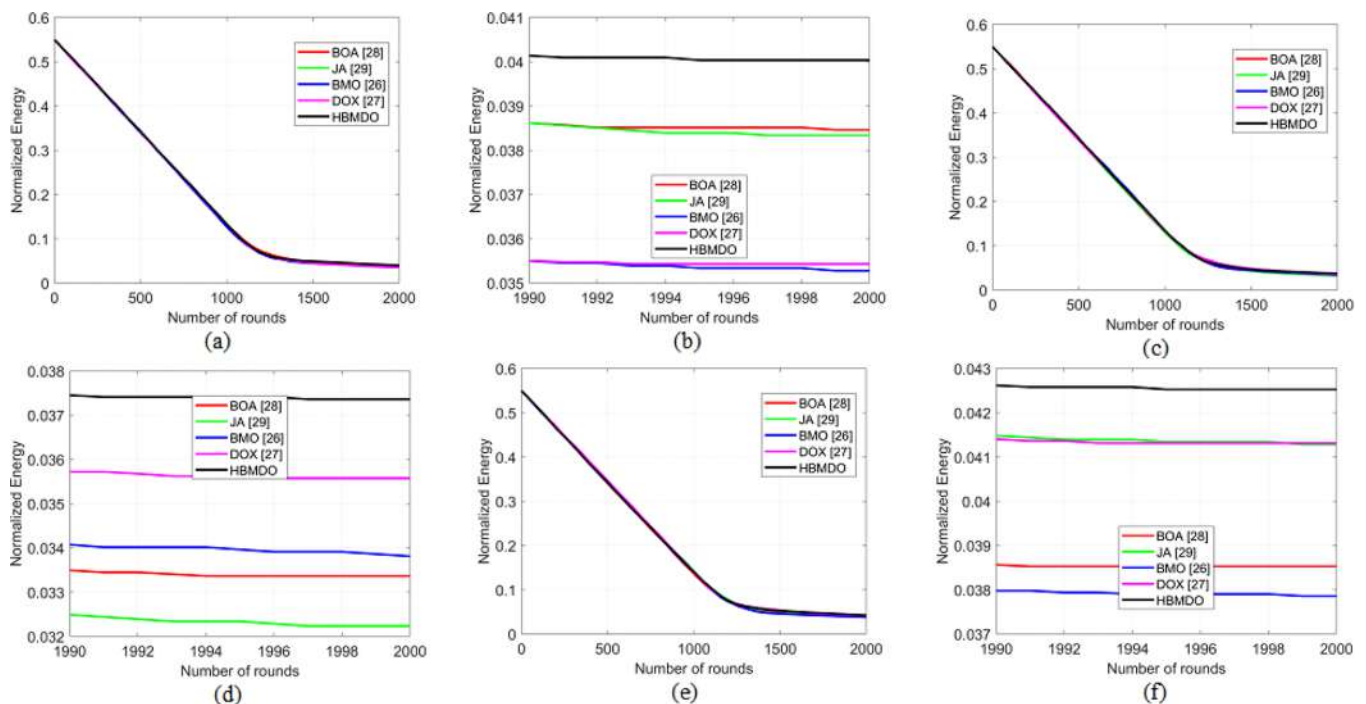 0.6
0.5
0.4
0.3
0.2
0.1
0
Normalized Energy
BOA [28]
JA [29]
BMO [26]
DOX [27]
HBMDO
0 500 1000 1500 2000
Number of rounds
(a)
0.041
0.04
0.039
0.038
0.037
0.036
0.035
Normalized Energy
BOA [28]
JA [29]
BMO [26]
DOX [27]
HBMDO
1990 1992 1994 1996 1998 2000
Number of rounds
(b)
0.6
0.5
0.4
0.3
0.2
0.1
0
Normalized Energy
BOA [28]
JA [29]
BMO [26]
DOX [27]
HBMDO
0 500 1000 1500 2000
Number of rounds
(c)
0.038
0.037
0.036
0.035
0.034
0.033
0.032
Normalized Energy
BOA [28]
JA [29]
BMO [26]
DOX [27]
HBMDO
1990 1992 1994 1996 1998 2000
Number of rounds
(d)
0.6
0.5
0.4
0.3
0.2
0.1
0
Normalized Energy
BOA [28]
JA [29]
BMO [26]
DOX [27]
HBMDO
0 500 1000 1500 2000
Number of rounds
(e)
0.043
0.042
0.041
0.04
0.039
0.038
0.037
Normalized Energy
BOA [28]
JA [29]
BMO [26]
DOX [27]
HBMDO
1990 1992 1994 1996 1998 2000
Number of rounds
(f)